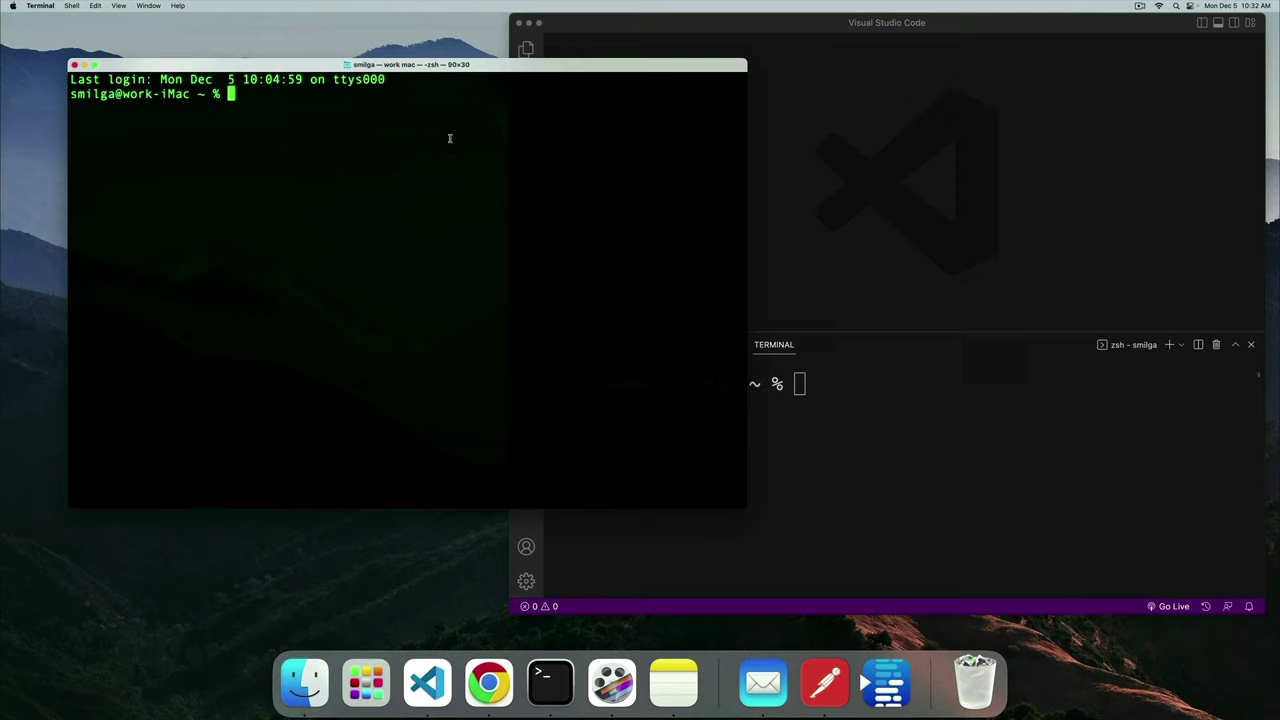 Terminal Shell Edit View Window Help
Mon Dec 5 10:32 AM
Visual Studio Code
smilga — work mac — -zsh — 90×30
Last login: Mon Dec  5 10:04:59 on ttys000
smilga@work-iMac ~ %
TERMINAL
zsh - smilga
~ %
0 0
Go Live
>_